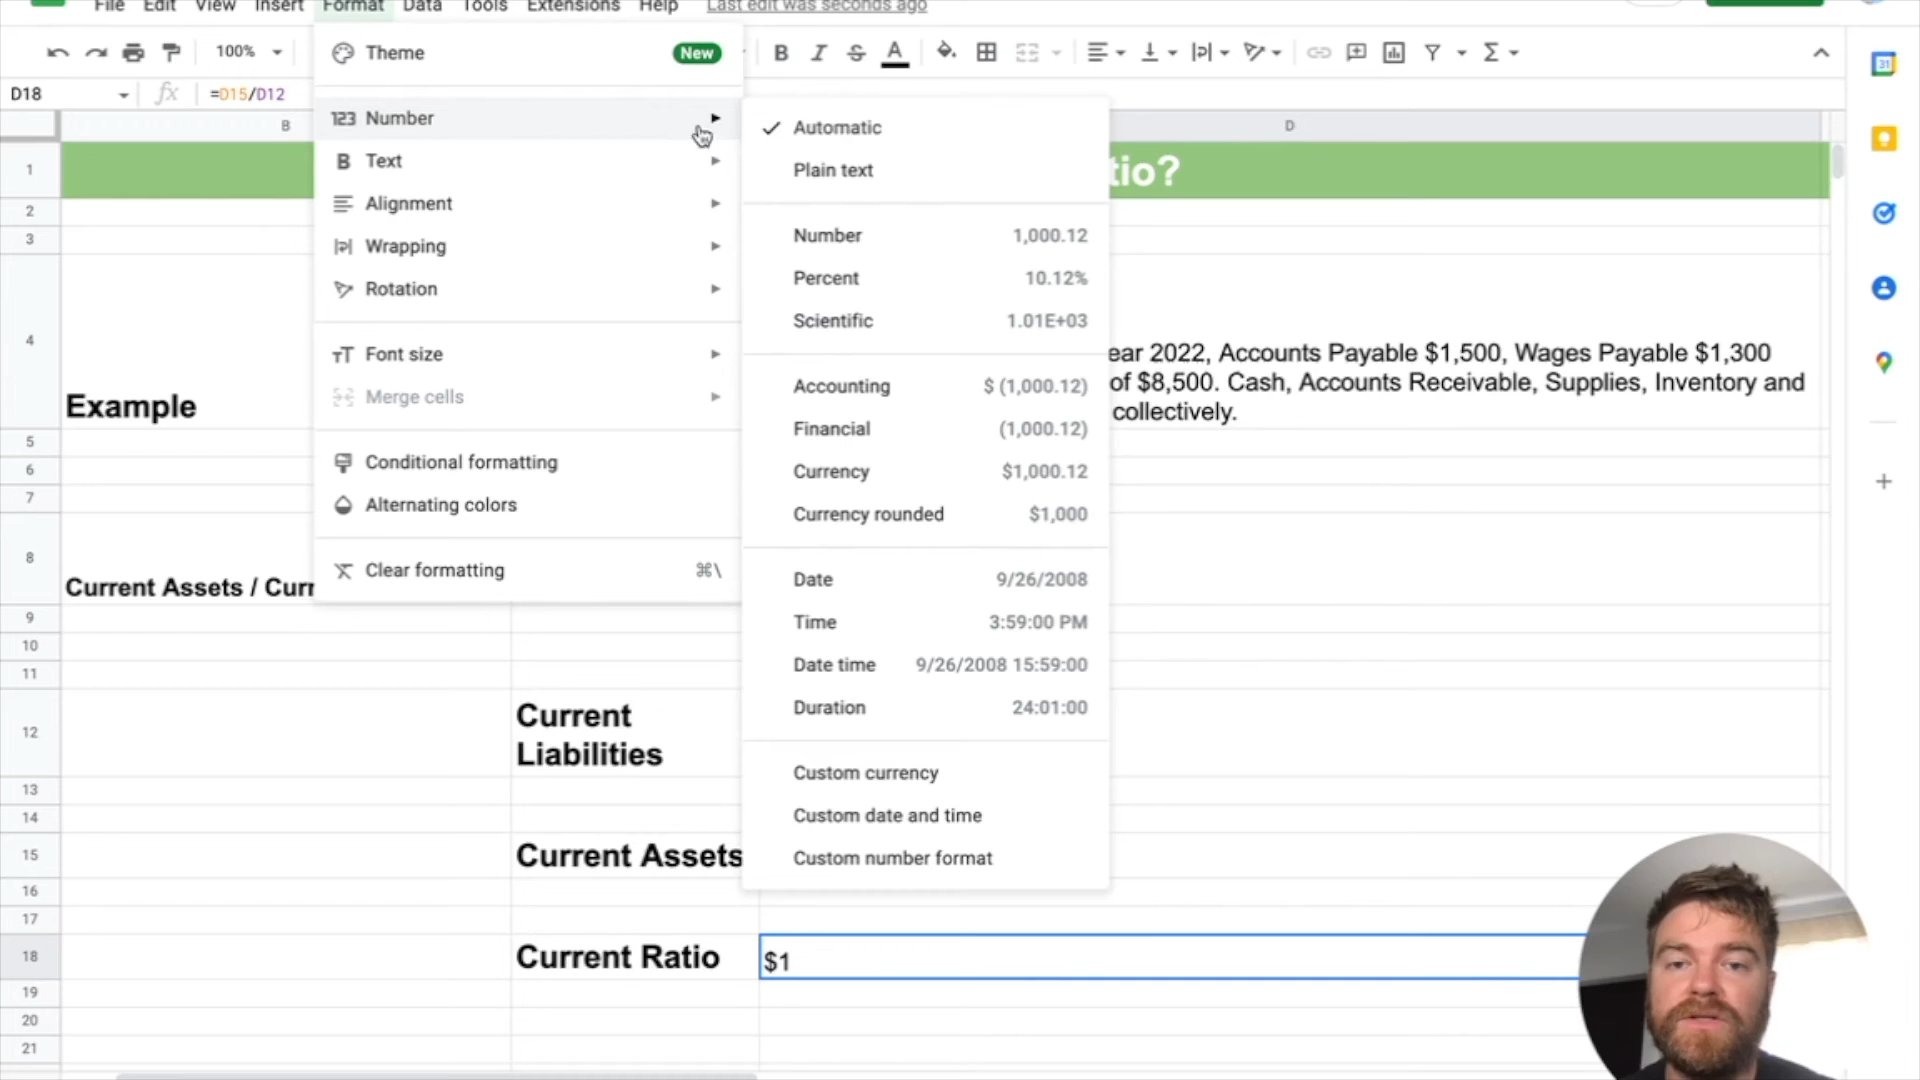 File Edit View Insert Format Data Tools Extensions Help Last edit was seconds ago
100%
D18 fx =D15/D12
Theme New
123 Number
Text
Alignment
Wrapping
Rotation
Font size
Merge cells
Conditional formatting
Alternating colors
Clear formatting ⌘\
Automatic
Plain text
Number 1,000.12
Percent 10.12%
Scientific 1.01E+03
Accounting $ (1,000.12)
Financial (1,000.12)
Currency $1,000.12
Currency rounded $1,000
Date 9/26/2008
Time 3:59:00 PM
Date time 9/26/2008 15:59:00
Duration 24:01:00
Custom currency
Custom date and time
Custom number format
B D
1 tio?
2
3
4 Example
ear 2022, Accounts Payable $1,500, Wages Payable $1,300
of $8,500. Cash, Accounts Receivable, Supplies, Inventory and
collectively.
5
6
7
8 Current Assets / Curr
9
10
11
12 Current
Liabilities
13
14
15 Current Assets
16
17
18 Current Ratio $1
19
20
21
31